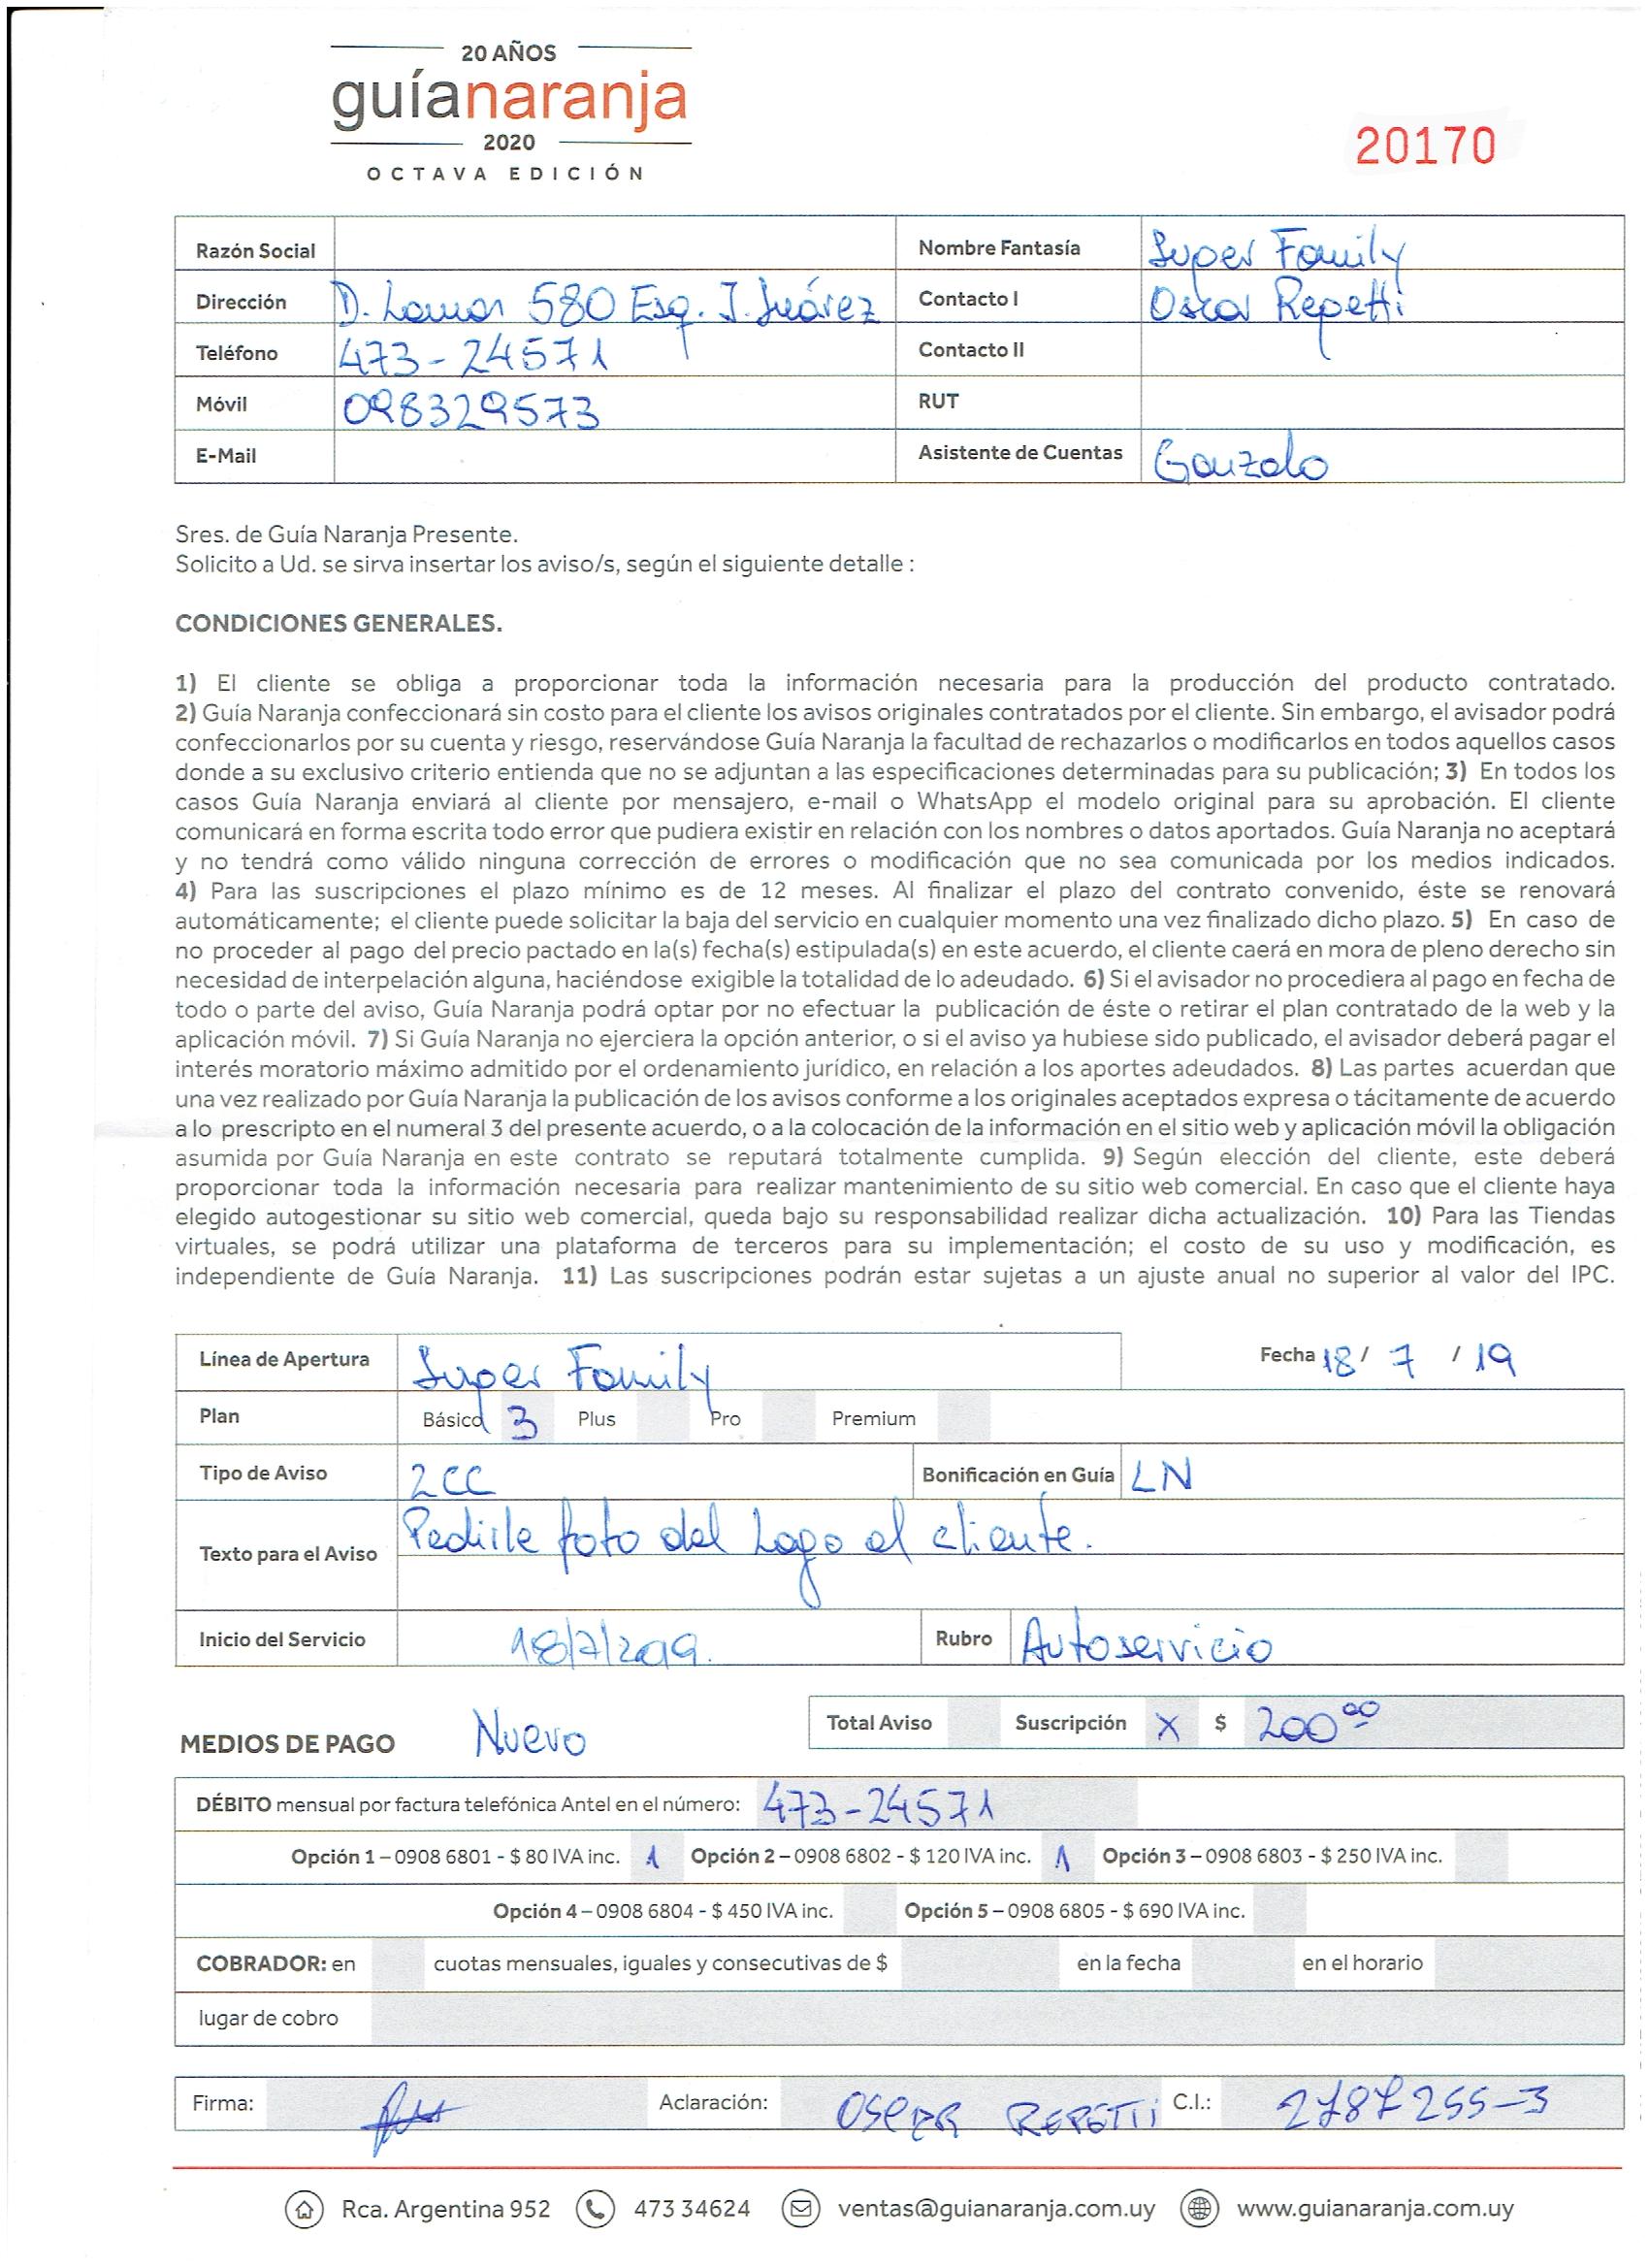 20 AÑOS
guíanaranja
2020
OCTAVA EDICIÓN
20170
Razón Social
Nombre Fantasía Super Family
Dirección D. Lamas 580 Esq. J. Juárez
Contacto I Oscar Repetti
Teléfono 473-24571
Contacto II
Móvil 098329573
RUT
E-Mail
Asistente de Cuentas Gonzalo
Sres. de Guía Naranja Presente.
Solicito a Ud. se sirva insertar los aviso/s, según el siguiente detalle :
CONDICIONES GENERALES.
1) El cliente se obliga a proporcionar toda la información necesaria para la producción del producto contratado.
2) Guía Naranja confeccionará sin costo para el cliente los avisos originales contratados por el cliente. Sin embargo, el avisador podrá
confeccionarlos por su cuenta y riesgo, reservándose Guía Naranja la facultad de rechazarlos o modificarlos en todos aquellos casos
donde a su exclusivo criterio entienda que no se adjuntan a las especificaciones determinadas para su publicación; 3) En todos los
casos Guía Naranja enviará al cliente por mensajero, e-mail o WhatsApp el modelo original para su aprobación. El cliente
comunicará en forma escrita todo error que pudiera existir en relación con los nombres o datos aportados. Guía Naranja no aceptará
y no tendrá como válido ninguna corrección de errores o modificación que no sea comunicada por los medios indicados.
4) Para las suscripciones el plazo mínimo es de 12 meses. Al finalizar el plazo del contrato convenido, éste se renovará
automáticamente; el cliente puede solicitar la baja del servicio en cualquier momento una vez finalizado dicho plazo. 5) En caso de
no proceder al pago del precio pactado en la(s) fecha(s) estipulada(s) en este acuerdo, el cliente caerá en mora de pleno derecho sin
necesidad de interpelación alguna, haciéndose exigible la totalidad de lo adeudado. 6) Si el avisador no procediera al pago en fecha de
todo o parte del aviso, Guía Naranja podrá optar por no efectuar la publicación de éste o retirar el plan contratado de la web y la
aplicación móvil. 7) Si Guía Naranja no ejerciera la opción anterior, o si el aviso ya hubiese sido publicado, el avisador deberá pagar el
interés moratorio máximo admitido por el ordenamiento jurídico, en relación a los aportes adeudados. 8) Las partes acuerdan que
una vez realizado por Guía Naranja la publicación de los avisos conforme a los originales aceptados expresa o tácitamente de acuerdo
a lo prescripto en el numeral 3 del presente acuerdo, o a la colocación de la información en el sitio web y aplicación móvil la obligación
asumida por Guía Naranja en este contrato se reputará totalmente cumplida. 9) Según elección del cliente, este deberá
proporcionar toda la información necesaria para realizar mantenimiento de su sitio web comercial. En caso que el cliente haya
elegido autogestionar su sitio web comercial, queda bajo su responsabilidad realizar dicha actualización. 10) Para las Tiendas
virtuales, se podrá utilizar una plataforma de terceros para su implementación; el costo de su uso y modificación, es
independiente de Guía Naranja. 11) Las suscripciones podrán estar sujetas a un ajuste anual no superior al valor del IPC.
Línea de Apertura Super Family
Fecha 18 / 7 / 19
Plan Básico 3 Plus Pro Premium
Tipo de Aviso 2CC Bonificación en Guía LN
Texto para el Aviso Pedirle foto del Logo al cliente.
Inicio del Servicio 18/7/2019. Rubro Autoservicio
MEDIOS DE PAGO Nuevo
Total Aviso Suscripción X $ 200 00
DÉBITO mensual por factura telefónica Antel en el número: 473-24571
Opción 1 – 0908 6801 - $ 80 IVA inc. 1 Opción 2 – 0908 6802 - $ 120 IVA inc. 1 Opción 3 – 0908 6803 - $ 250 IVA inc.
Opción 4 – 0908 6804 - $ 450 IVA inc. Opción 5 – 0908 6805 - $ 690 IVA inc.
COBRADOR: en cuotas mensuales, iguales y consecutivas de $ en la fecha en el horario
lugar de cobro
Firma: Aclaración: OSCAR REPETTI C.I.: 2787255-3
Rca. Argentina 952 473 34624 ventas@guianaranja.com.uy www.guianaranja.com.uy